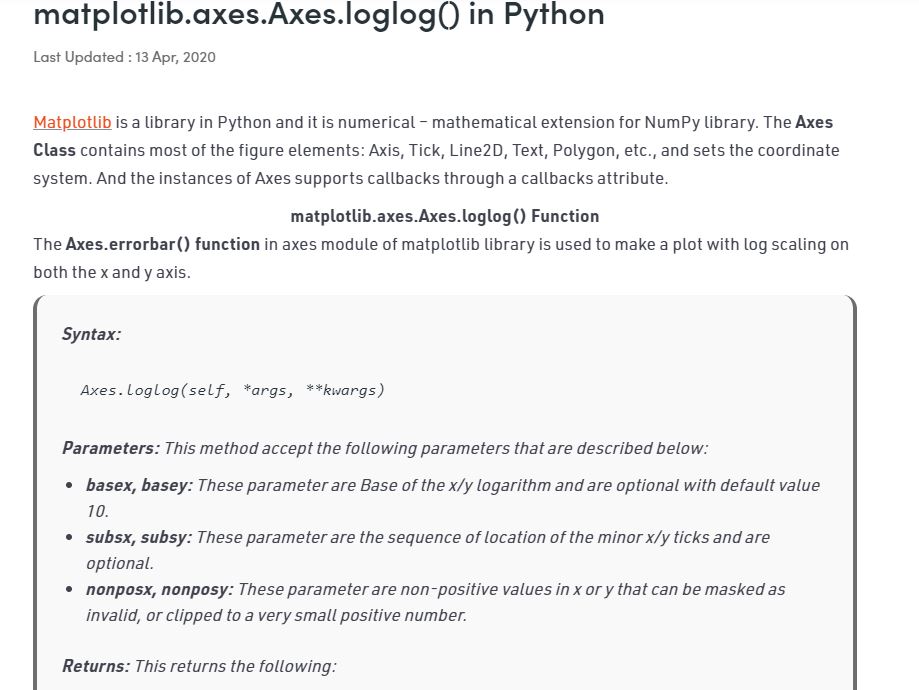 matplotlib.axes.Axes.loglog() in Python
Last Updated : 13 Apr, 2020
Matplotlib is a library in Python and it is numerical – mathematical extension for NumPy library. The Axes
Class contains most of the figure elements: Axis, Tick, Line2D, Text, Polygon, etc., and sets the coordinate
system. And the instances of Axes supports callbacks through a callbacks attribute.
matplotlib.axes.Axes.loglog() Function
The Axes.errorbar() function in axes module of matplotlib library is used to make a plot with log scaling on
both the x and y axis.
Syntax:
Axes.loglog(self, *args, **kwargs)
Parameters: This method accept the following parameters that are described below:
• basex, basey: These parameter are Base of the x/y logarithm and are optional with default value
10.
• subsx, subsy: These parameter are the sequence of location of the minor x/y ticks and are
optional.
• nonposx, nonposy: These parameter are non-positive values in x or y that can be masked as
invalid, or clipped to a very small positive number.
Returns: This returns the following: